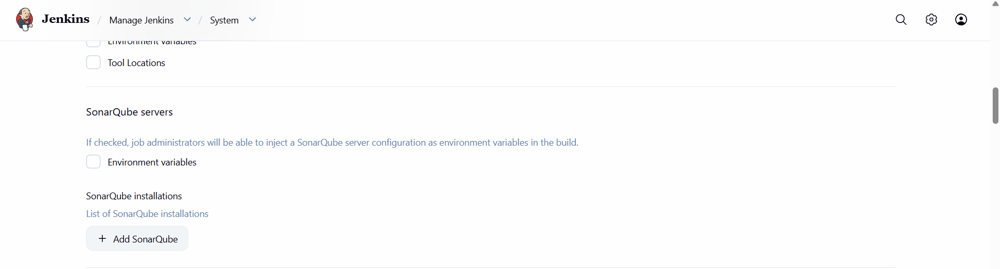 Jenkins / Manage Jenkins / System
Environment variables
Tool Locations
SonarQube servers
If checked, job administrators will be able to inject a SonarQube server configuration as environment variables in the build.
Environment variables
SonarQube installations
List of SonarQube installations
+ Add SonarQube